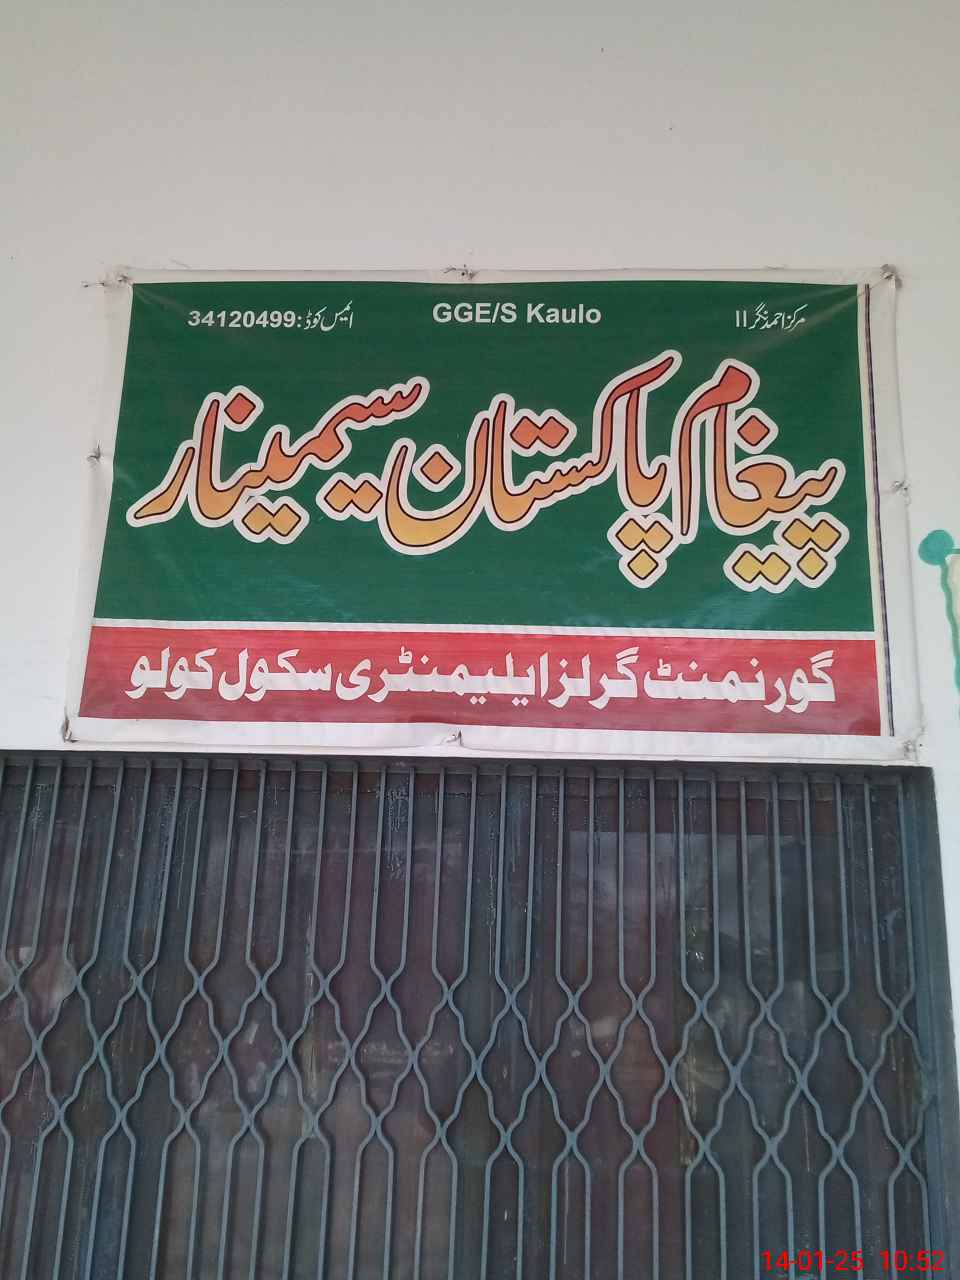 مرکز احمد نگر II
GGE/S Kaulo
ایمیس کوڈ: 34120499
پیغام پاکستان سیمینار
گورنمنٹ گرلز ایلیمنٹری سکول کولو
14-01-25 10:52